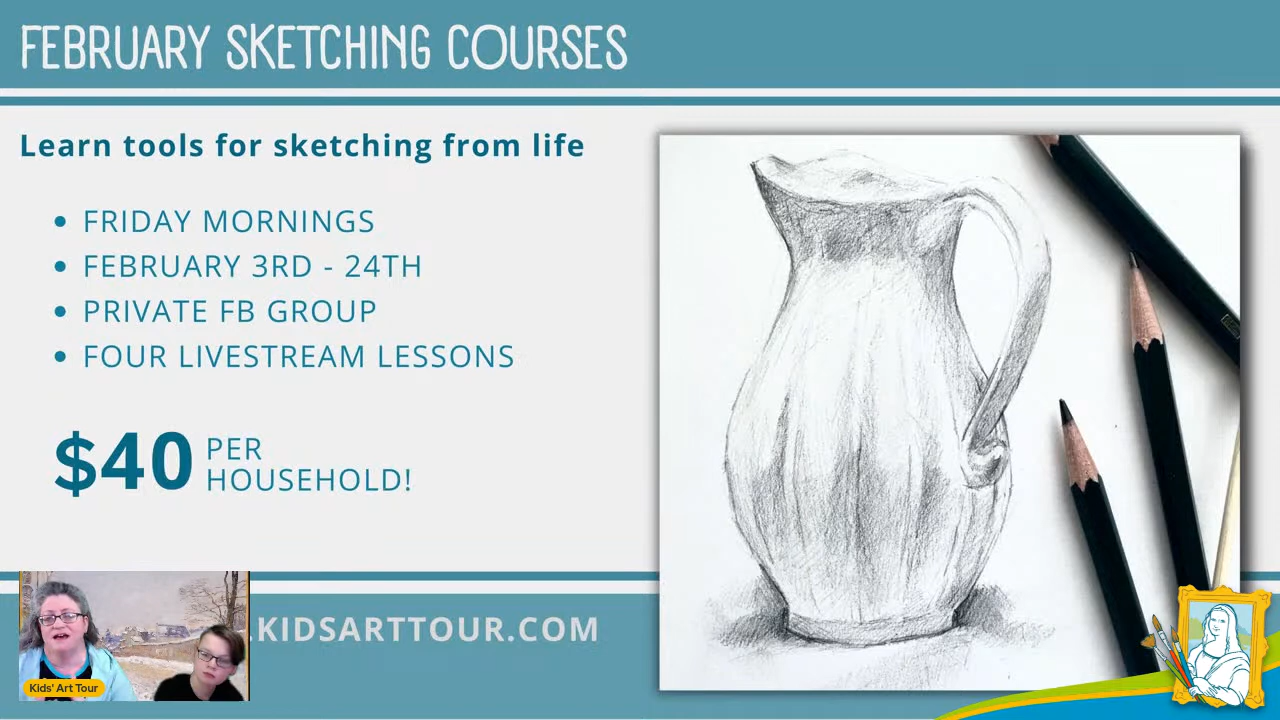 FEBRUARY SKETCHING COURSES
Learn tools for sketching from life
• FRIDAY MORNINGS
• FEBRUARY 3RD - 24TH
• PRIVATE FB GROUP
• FOUR LIVESTREAM LESSONS
$40 PER
HOUSEHOLD!
.KIDSARTTOUR.COM
Kids' Art Tour